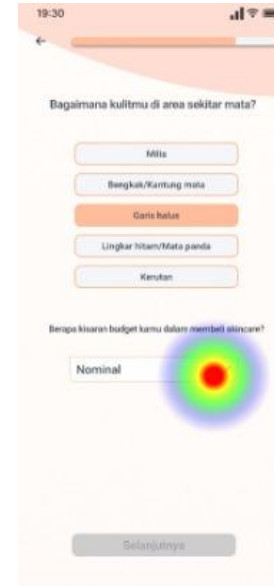 19:30
Bagaimana kulitmu di area sekitar mata?
Milia
Bengkak/Kantung mata
Garis halus
Lingkar hitam/Mata panda
Kerutan
Berapa kisaran budget kamu dalam membeli skincare?
Nominal
Selanjutnya